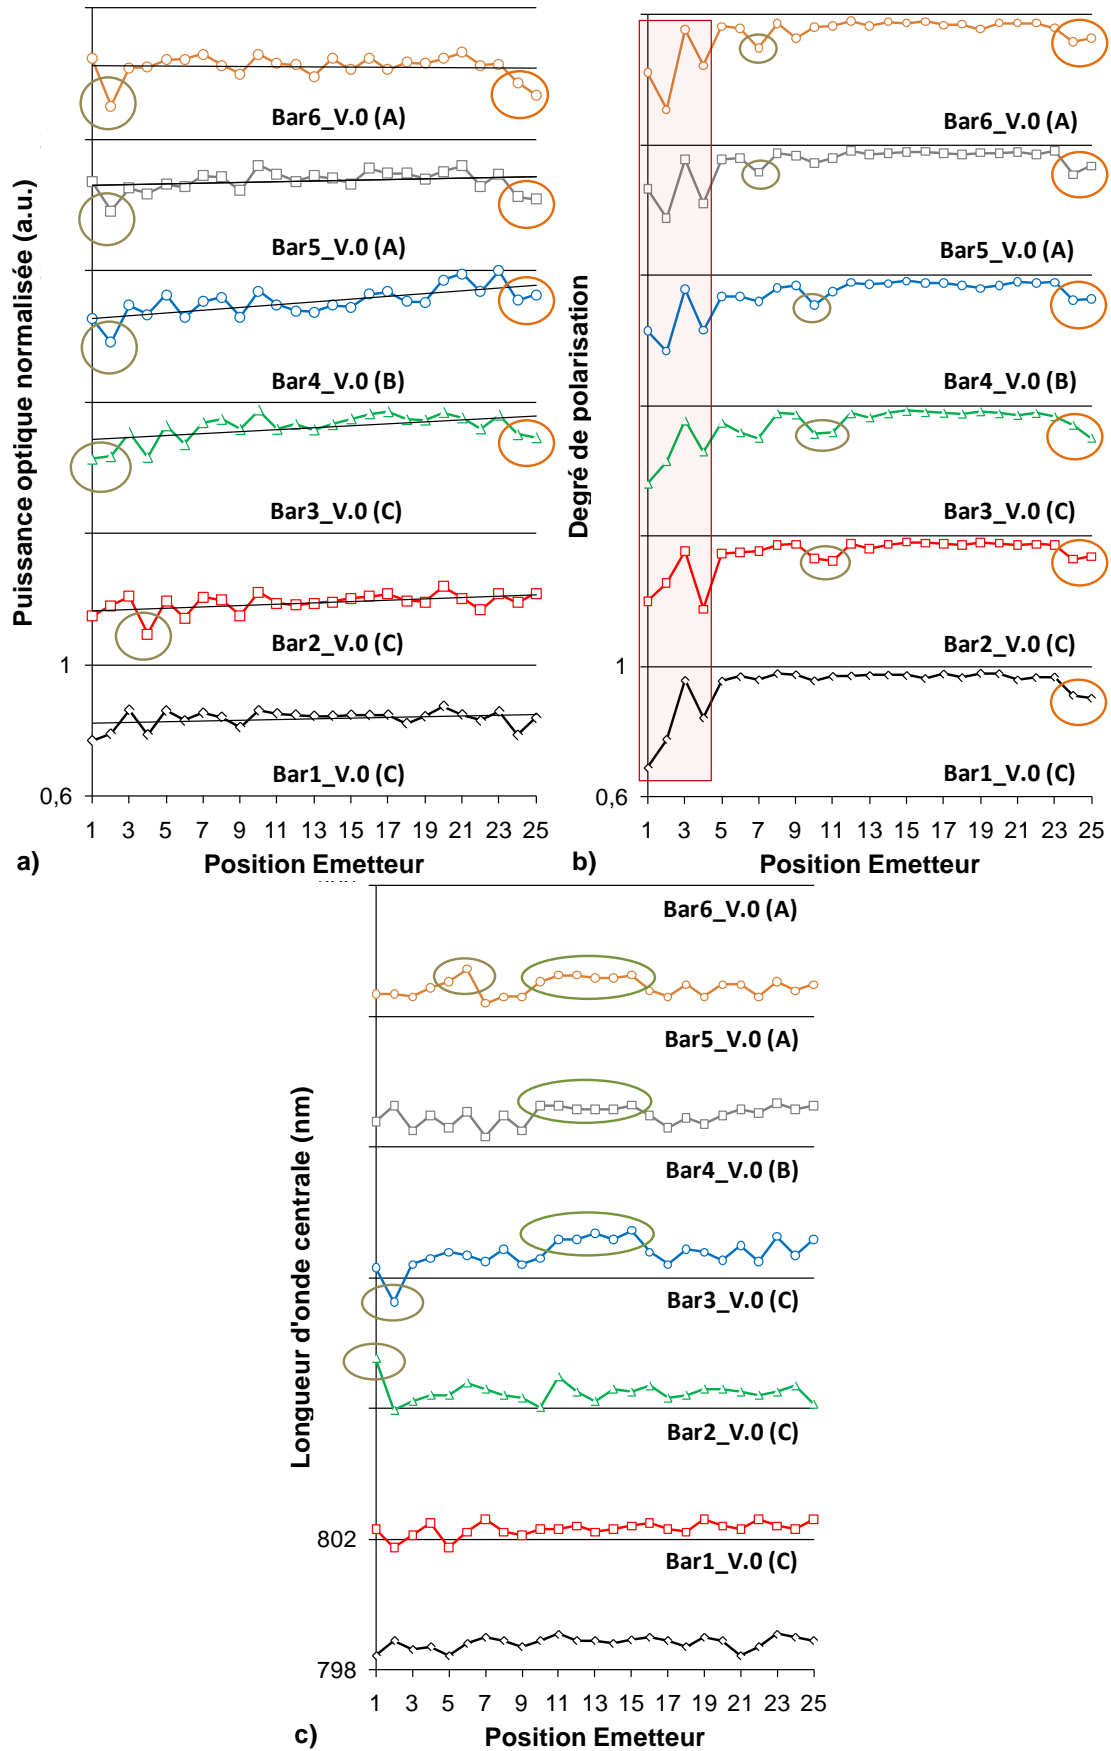 Puissance optique normalisée (a.u.)
Bar6_V.0 (A)
Bar5_V.0 (A)
Bar4_V.0 (B)
Bar3_V.0 (C)
Bar2_V.0 (C)
Bar1_V.0 (C)
1
0,6
1 3 5 7 9 11 13 15 17 19 21 23 25
a) Position Emetteur
Degré de polarisation
Bar6_V.0 (A)
Bar5_V.0 (A)
Bar4_V.0 (B)
Bar3_V.0 (C)
Bar2_V.0 (C)
Bar1_V.0 (C)
1
0,6
1 3 5 7 9 11 13 15 17 19 21 23 25
b) Position Emetteur
Longueur d'onde centrale (nm)
Bar6_V.0 (A)
Bar5_V.0 (A)
Bar4_V.0 (B)
Bar3_V.0 (C)
Bar2_V.0 (C)
Bar1_V.0 (C)
802
798
1 3 5 7 9 11 13 15 17 19 21 23 25
c) Position Emetteur